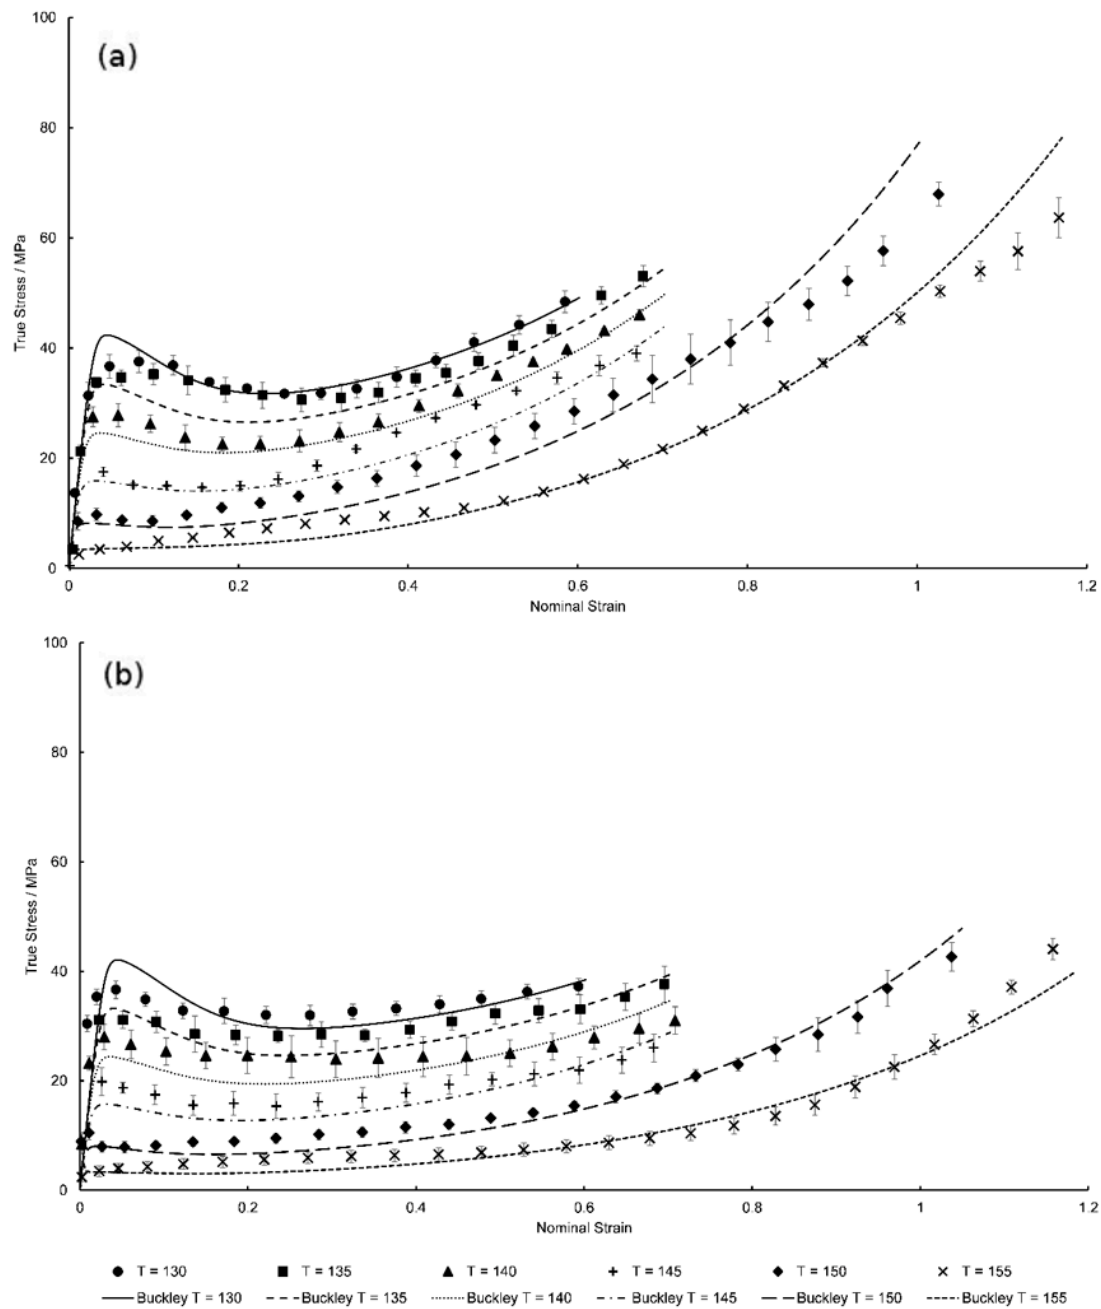 (a)
100
80
60
40
20
0
True Stress / MPa
0 0.2 0.4 0.6 0.8 1 1.2
Nominal Strain
(b)
100
80
60
40
20
0
True Stress / MPa
0 0.2 0.4 0.6 0.8 1 1.2
Nominal Strain
T = 130 T = 135 T = 140 T = 145 T = 150 T = 155
Buckley T = 130 Buckley T = 135 Buckley T = 140 Buckley T = 145 Buckley T = 150 Buckley T = 155